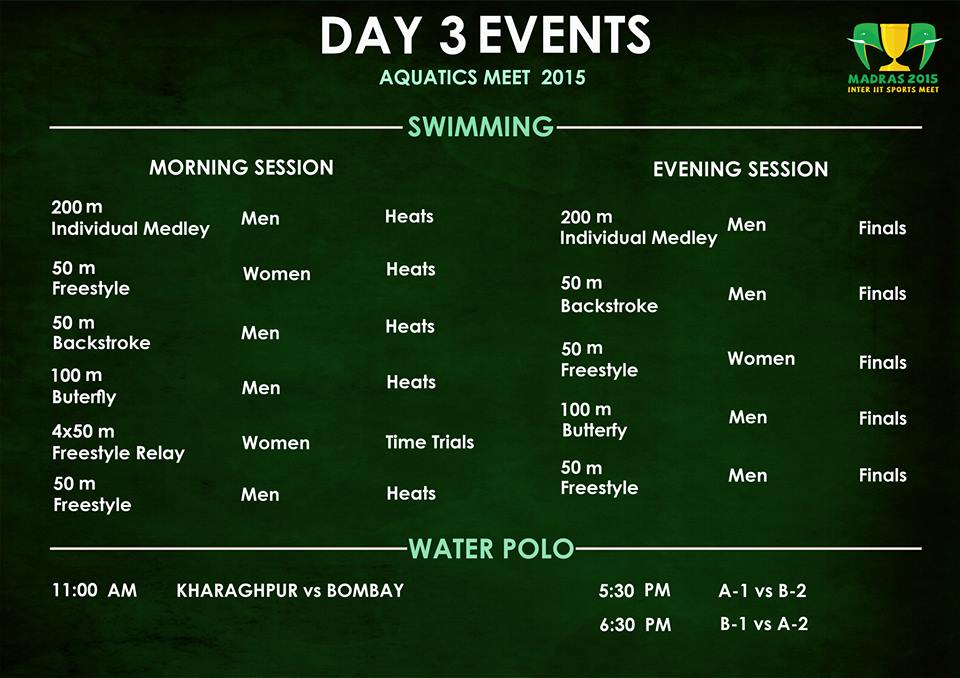 DAY 3 EVENTS
AQUATICS MEET 2015
MADRAS 2015
INTER IIT SPORTS MEET
SWIMMING
MORNING SESSION
200 m
Individual Medley Men Heats
50 m
Freestyle Women Heats
50 m
Backstroke Men Heats
100 m
Buterfly Men Heats
4x50 m
Freestyle Relay Women Time Trials
50 m
Freestyle Men Heats
EVENING SESSION
200 m
Individual Medley Men Finals
50 m
Backstroke Men Finals
50 m
Freestyle Women Finals
100 m
Butterfy Men Finals
50 m
Freestyle Men Finals
WATER POLO
11:00 AM KHARAGHPUR vs BOMBAY
5:30 PM A-1 vs B-2
6:30 PM B-1 vs A-2